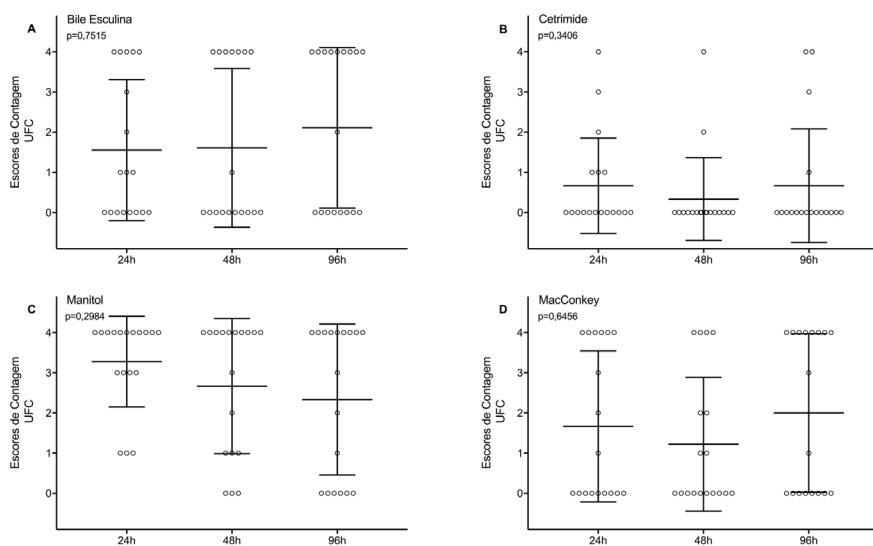 A
Bile Esculina
p=0,7515
Escores de Contagem
UFC
4
3
2
1
0
24h
48h
96h
B
Cetrimide
p=0,3406
Escores de Contagem
UFC
4
3
2
1
0
24h
48h
96h
C
Manitol
p=0,2984
Escores de Contagem
UFC
4
3
2
1
0
24h
48h
96h
D
MacConkey
p=0,6456
Escores de Contagem
UFC
4
3
2
1
0
24h
48h
96h